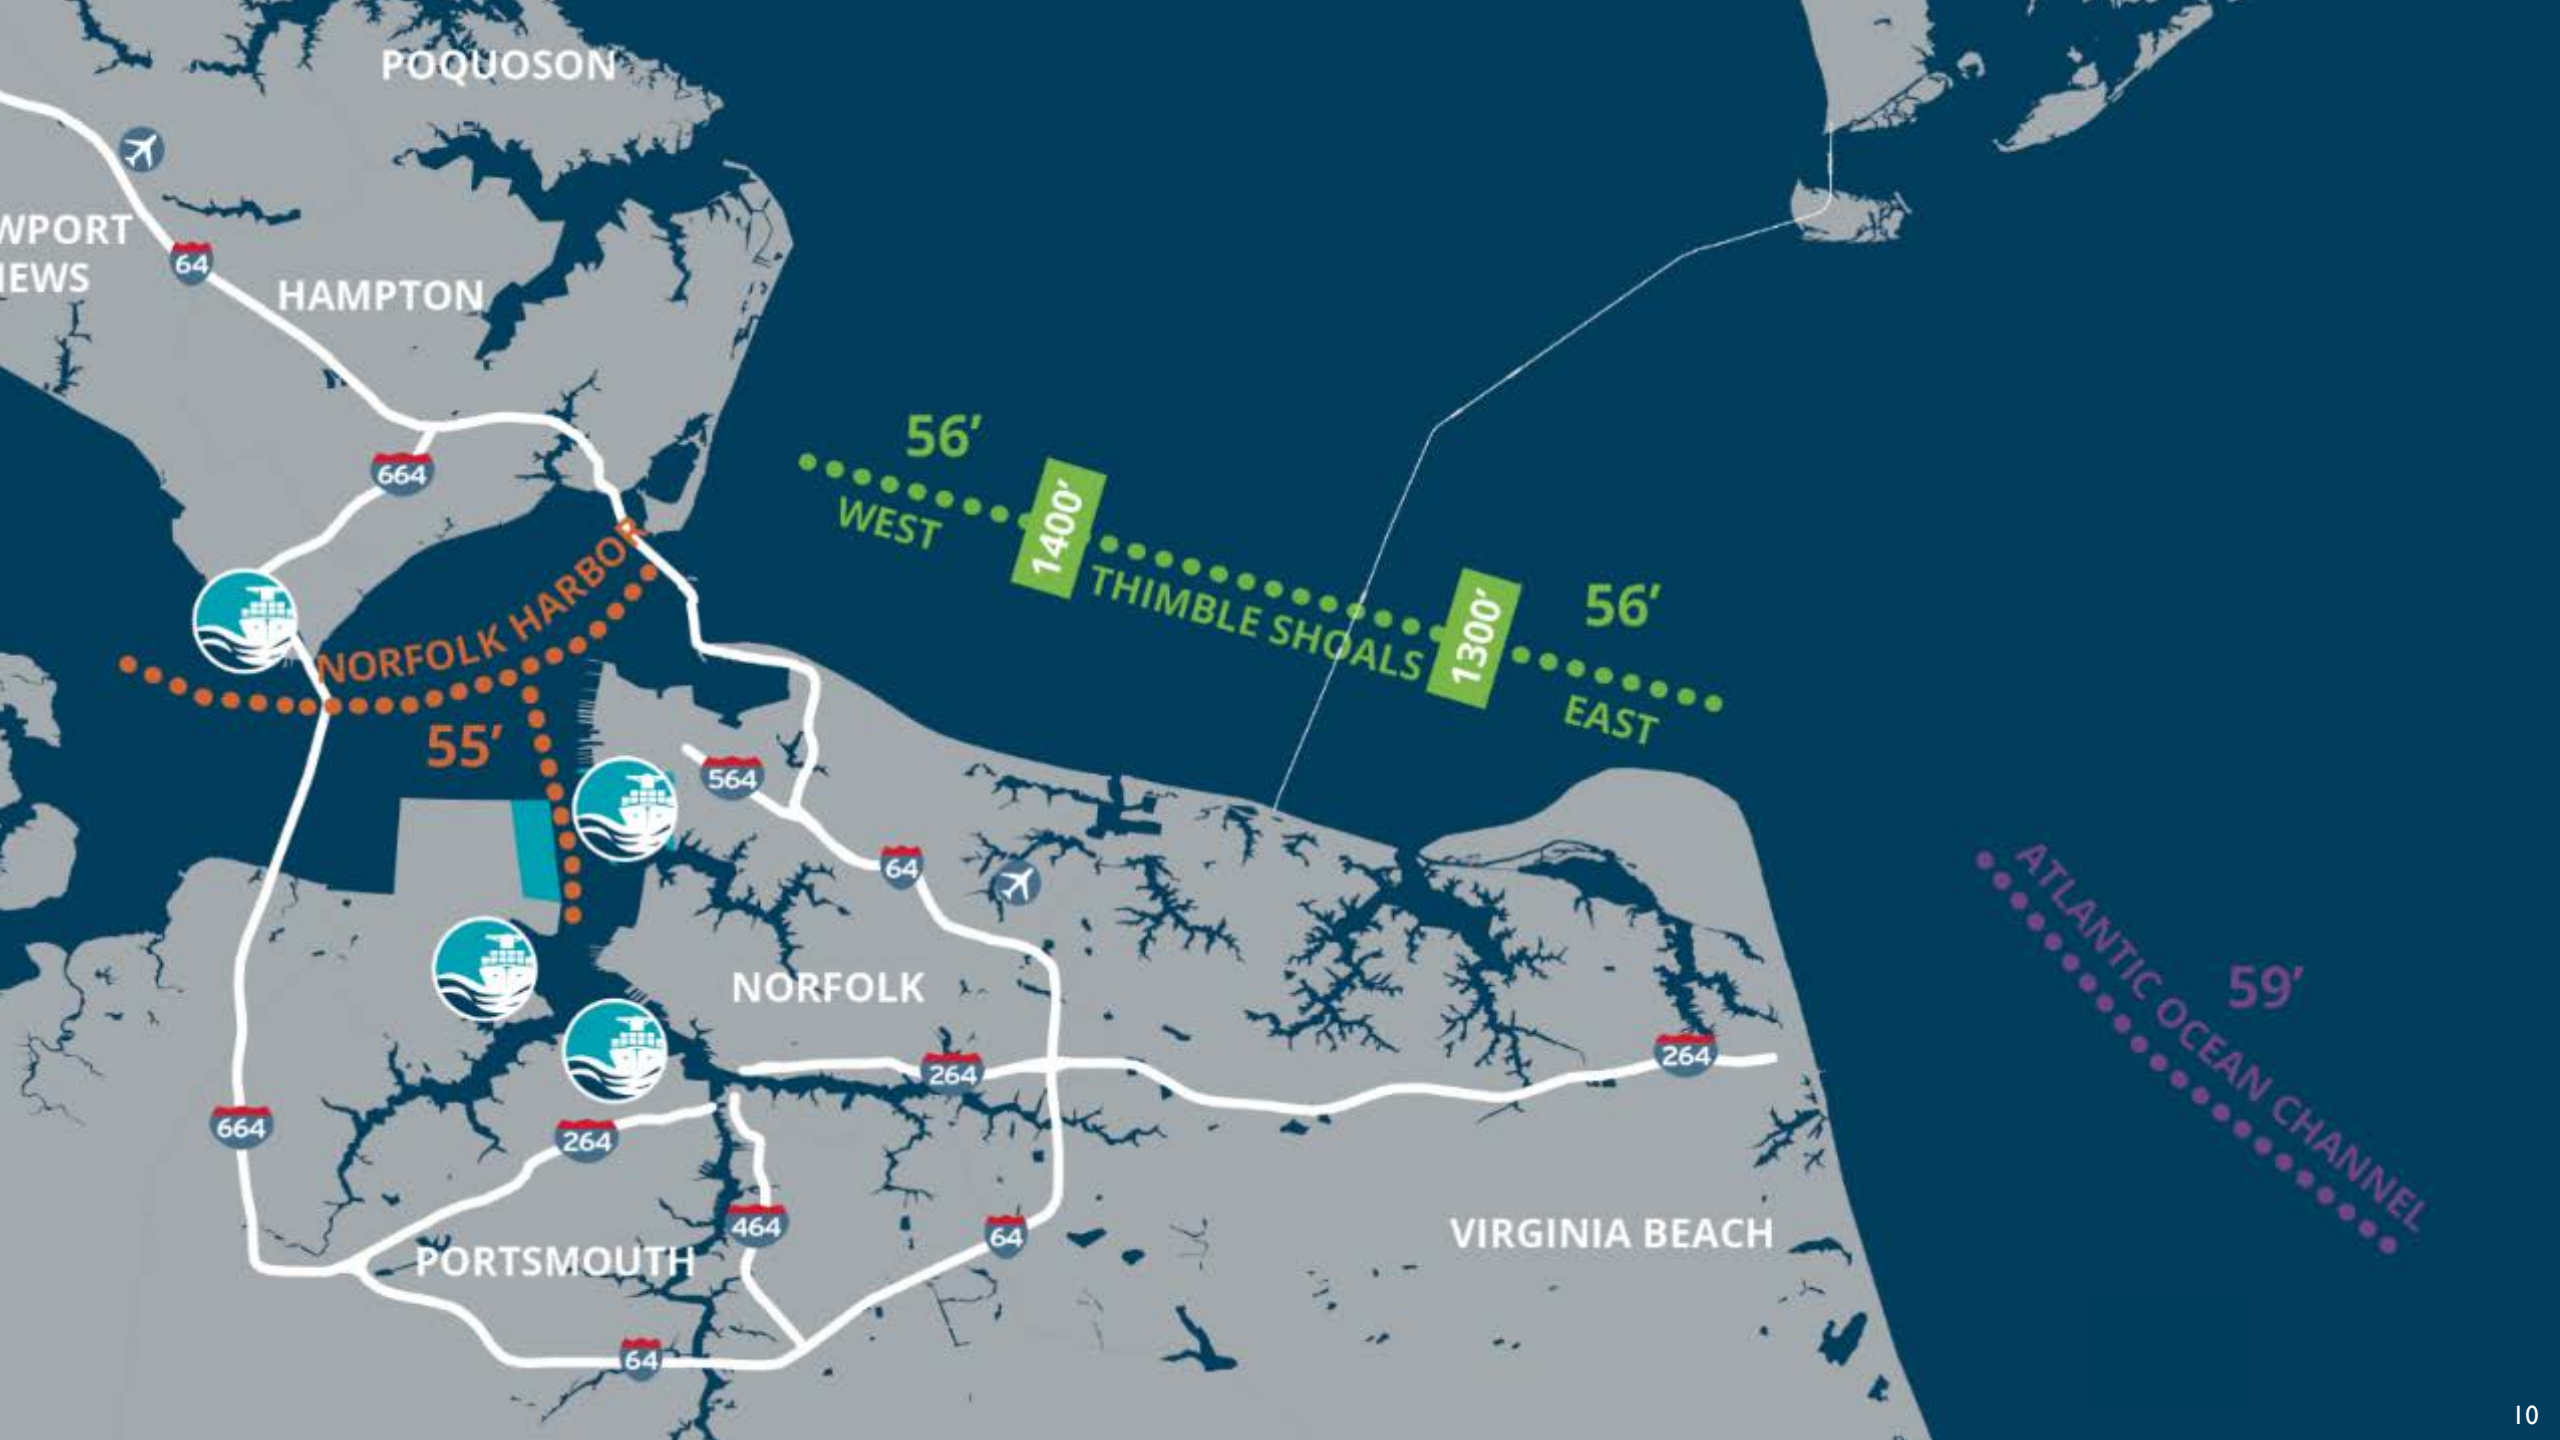 POQUOSON
WPORT
IEWS
64
HAMPTON
664
56’
WEST
1400’
THIMBLE SHOALS
1300’
56’
EAST
NORFOLK HARBOR
55’
564
64
ATLANTIC OCEAN CHANNEL
59’
NORFOLK
264
264
664
264
464
64
PORTSMOUTH
VIRGINIA BEACH
64
10